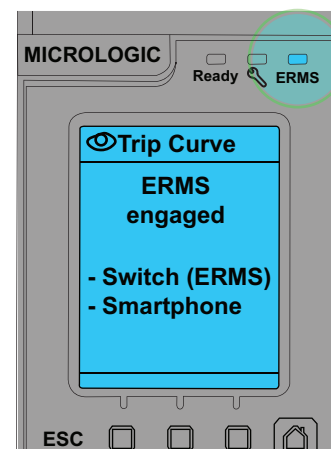 MICROLOGIC
Ready ERMS
Trip Curve
ERMS
engaged
- Switch (ERMS)
- Smartphone
ESC